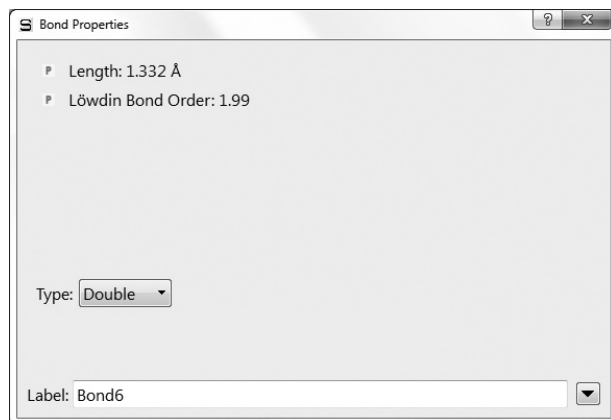 S Bond Properties
? X
P Length: 1.332 Å
P Löwdin Bond Order: 1.99
Type: Double
Label: Bond6